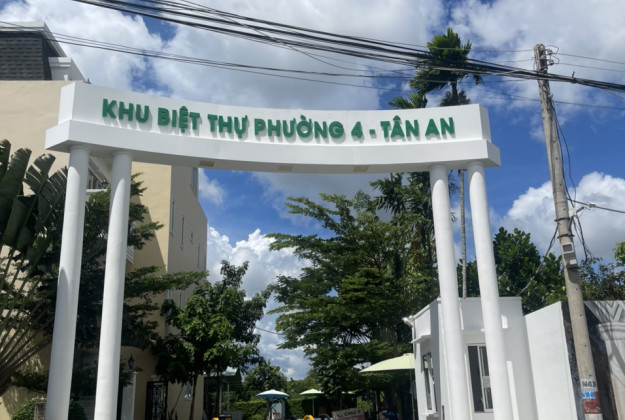 KHU BIỆT THỰ PHƯỜNG 4 - TÂN AN